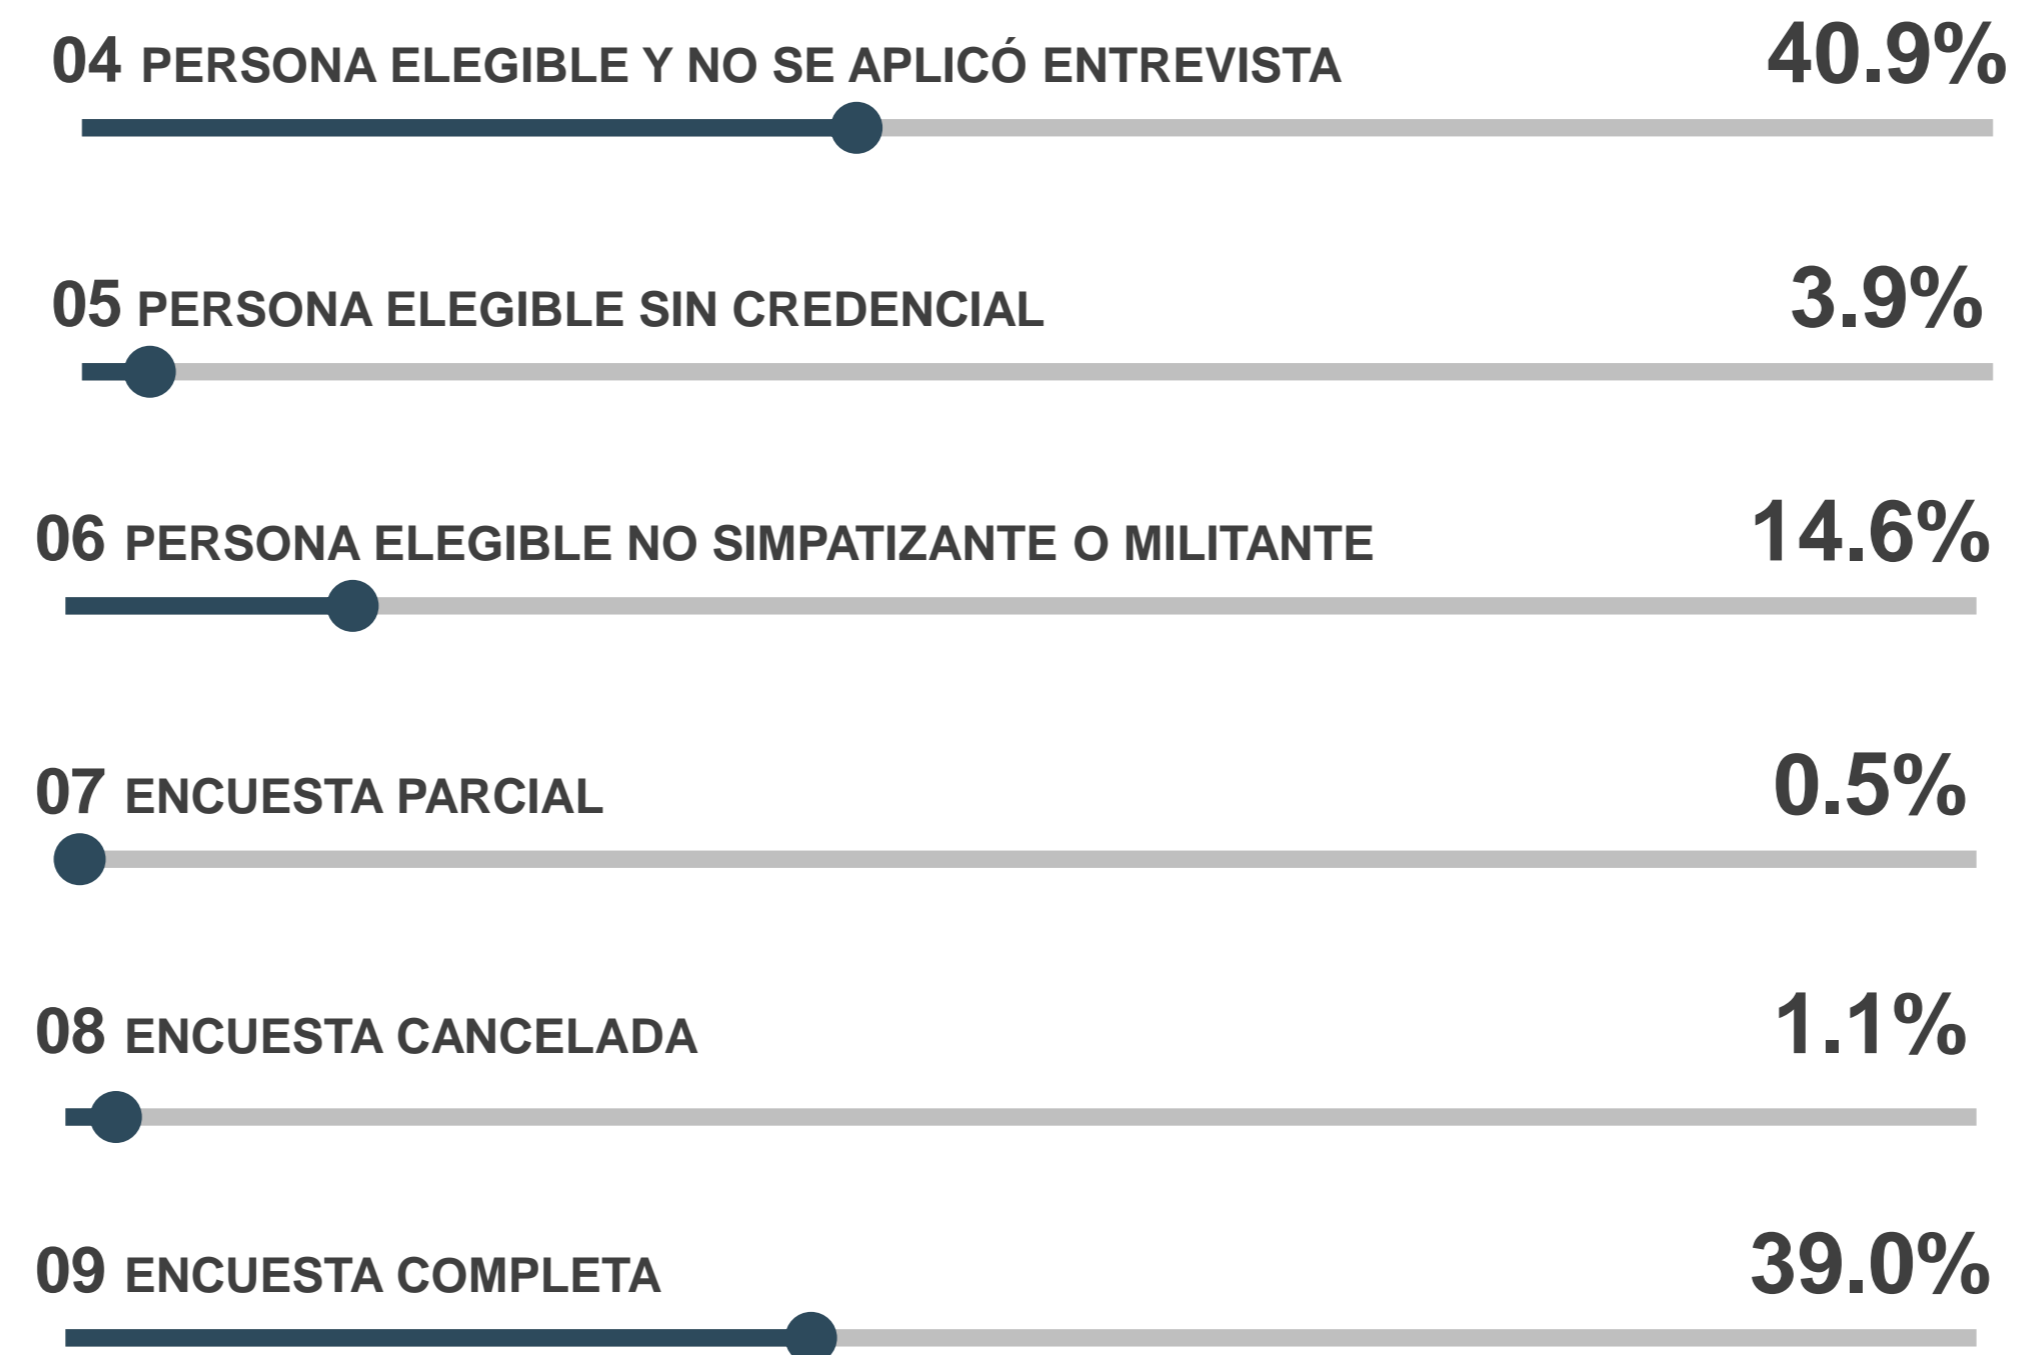 04 PERSONA ELEGIBLE Y NO SE APLICÓ ENTREVISTA 40.9%
05 PERSONA ELEGIBLE SIN CREDENCIAL 3.9%
06 PERSONA ELEGIBLE NO SIMPATIZANTE O MILITANTE 14.6%
07 ENCUESTA PARCIAL 0.5%
08 ENCUESTA CANCELADA 1.1%
09 ENCUESTA COMPLETA 39.0%